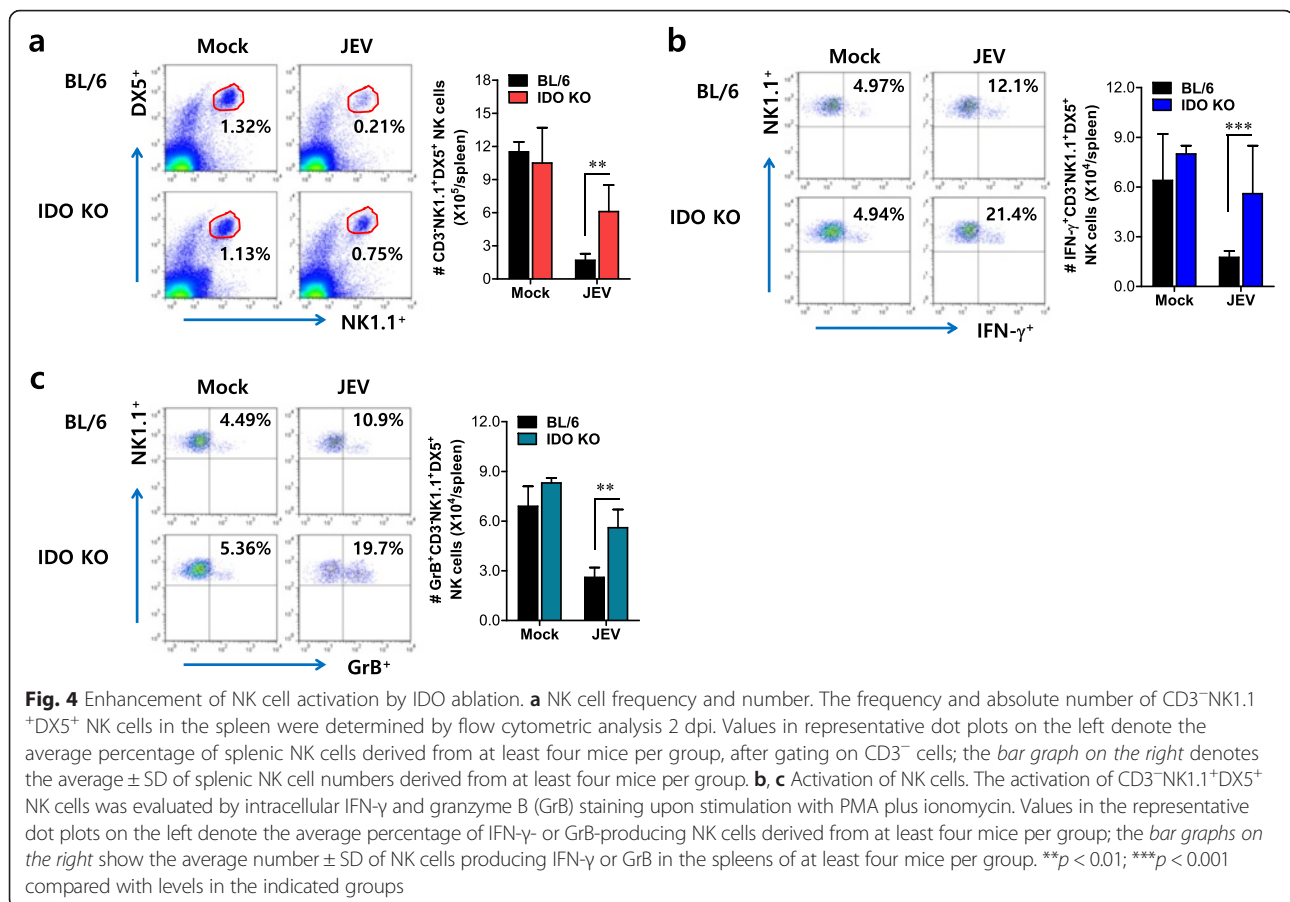 a
Mock
JEV
BL/6
DX5+
1.32%
0.21%
IDO KO
1.13%
0.75%
NK1.1+
# CD3-NK1.1+DX5+ NK cells
(X10^5/spleen)
18
15
12
9
6
3
0
BL/6
IDO KO
**
Mock
JEV
b
Mock
JEV
BL/6
NK1.1+
4.97%
12.1%
IDO KO
4.94%
21.4%
IFN-γ+
# IFN-γ+CD3-NK1.1+DX5+
NK cells (X10^4/spleen)
12.0
9.0
6.0
3.0
0.0
BL/6
IDO KO
***
Mock
JEV
c
Mock
JEV
BL/6
NK1.1+
4.49%
10.9%
IDO KO
5.36%
19.7%
GrB+
# GrB+CD3-NK1.1+DX5+
NK cells (X10^4/spleen)
12.0
9.0
6.0
3.0
0.0
BL/6
IDO KO
**
Mock
JEV
Fig. 4 Enhancement of NK cell activation by IDO ablation. a NK cell frequency and number. The frequency and absolute number of CD3⁻NK1.1
⁺DX5⁺ NK cells in the spleen were determined by flow cytometric analysis 2 dpi. Values in representative dot plots on the left denote the
average percentage of splenic NK cells derived from at least four mice per group, after gating on CD3⁻ cells; the bar graph on the right denotes
the average ± SD of splenic NK cell numbers derived from at least four mice per group. b, c Activation of NK cells. The activation of CD3⁻NK1.1⁺DX5⁺
NK cells was evaluated by intracellular IFN-γ and granzyme B (GrB) staining upon stimulation with PMA plus ionomycin. Values in the representative
dot plots on the left denote the average percentage of IFN-γ- or GrB-producing NK cells derived from at least four mice per group; the bar graphs on
the right show the average number ± SD of NK cells producing IFN-γ or GrB in the spleens of at least four mice per group. **p < 0.01; ***p < 0.001
compared with levels in the indicated groups